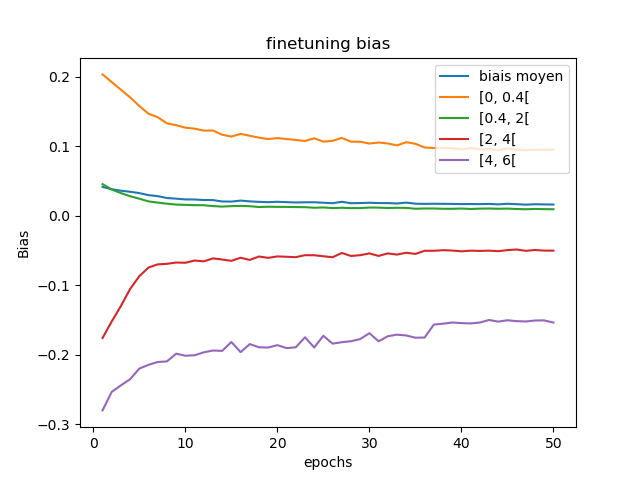 finetuning bias
biais moyen
[0, 0.4[
[0.4, 2[
[2, 4[
[4, 6[
Bias
0.2
0.1
0.0
−0.1
−0.2
−0.3
0 10 20 30 40 50
epochs